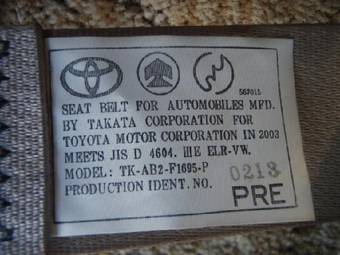 567015
SEAT BELT FOR AUTOMOBILES MFD.
BY TAKATA CORPORATION FOR
TOYOTA MOTOR CORPORATION IN 2003
MEETS JIS D 4604. ⅢE ELR-VW.
MODEL: TK-AB2-F1695-P
PRODUCTION IDENT. NO. 0213
PRE